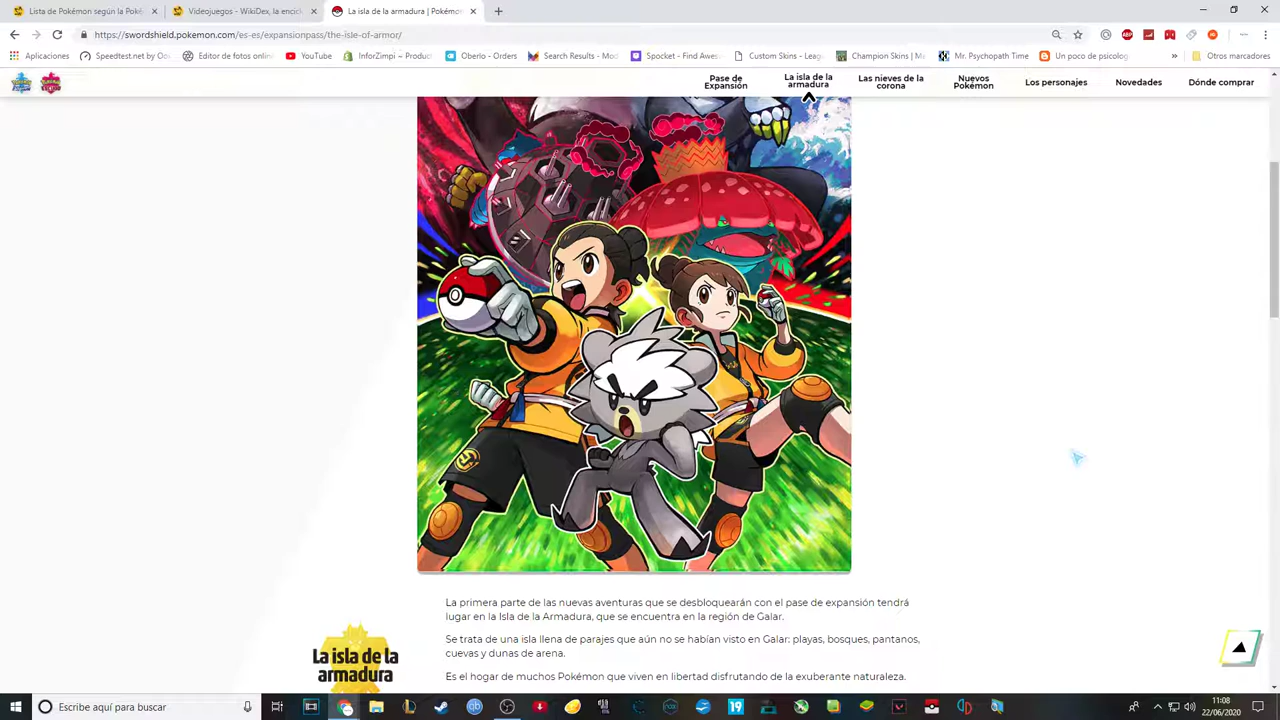 Lista de Pokémon según la Poké
Videojuegos - WikiDex, la encicl
La isla de la armadura | Pokémon
https://swordshield.pokemon.com/es-es/expansionpass/the-isle-of-armor/
Aplicaciones
Speedtest.net by Oo
Editor de fotos onlin
YouTube
InforZimpi ~ Produc
Oberlo - Orders
Search Results - Mo
Spocket - Find Awes
Custom Skins - Leag
Champion Skins | M
Mr. Psychopath Time
Un poco de psicolog
»
Otros marcadores
Pase de
Expansión
La isla de la
armadura
Las nieves de la
corona
Nuevos
Pokémon
Los personajes
Novedades
Dónde comprar
La primera parte de las nuevas aventuras que se desbloquearán con el pase de expansión tendrá
lugar en la Isla de la Armadura, que se encuentra en la región de Galar.
Se trata de una isla llena de parajes que aún no se habían visto en Galar: playas, bosques, pantanos,
cuevas y dunas de arena.
La isla de la
armadura
Es el hogar de muchos Pokémon que viven en libertad disfrutando de la exuberante naturaleza.
Escribe aquí para buscar
11:08
22/06/2020